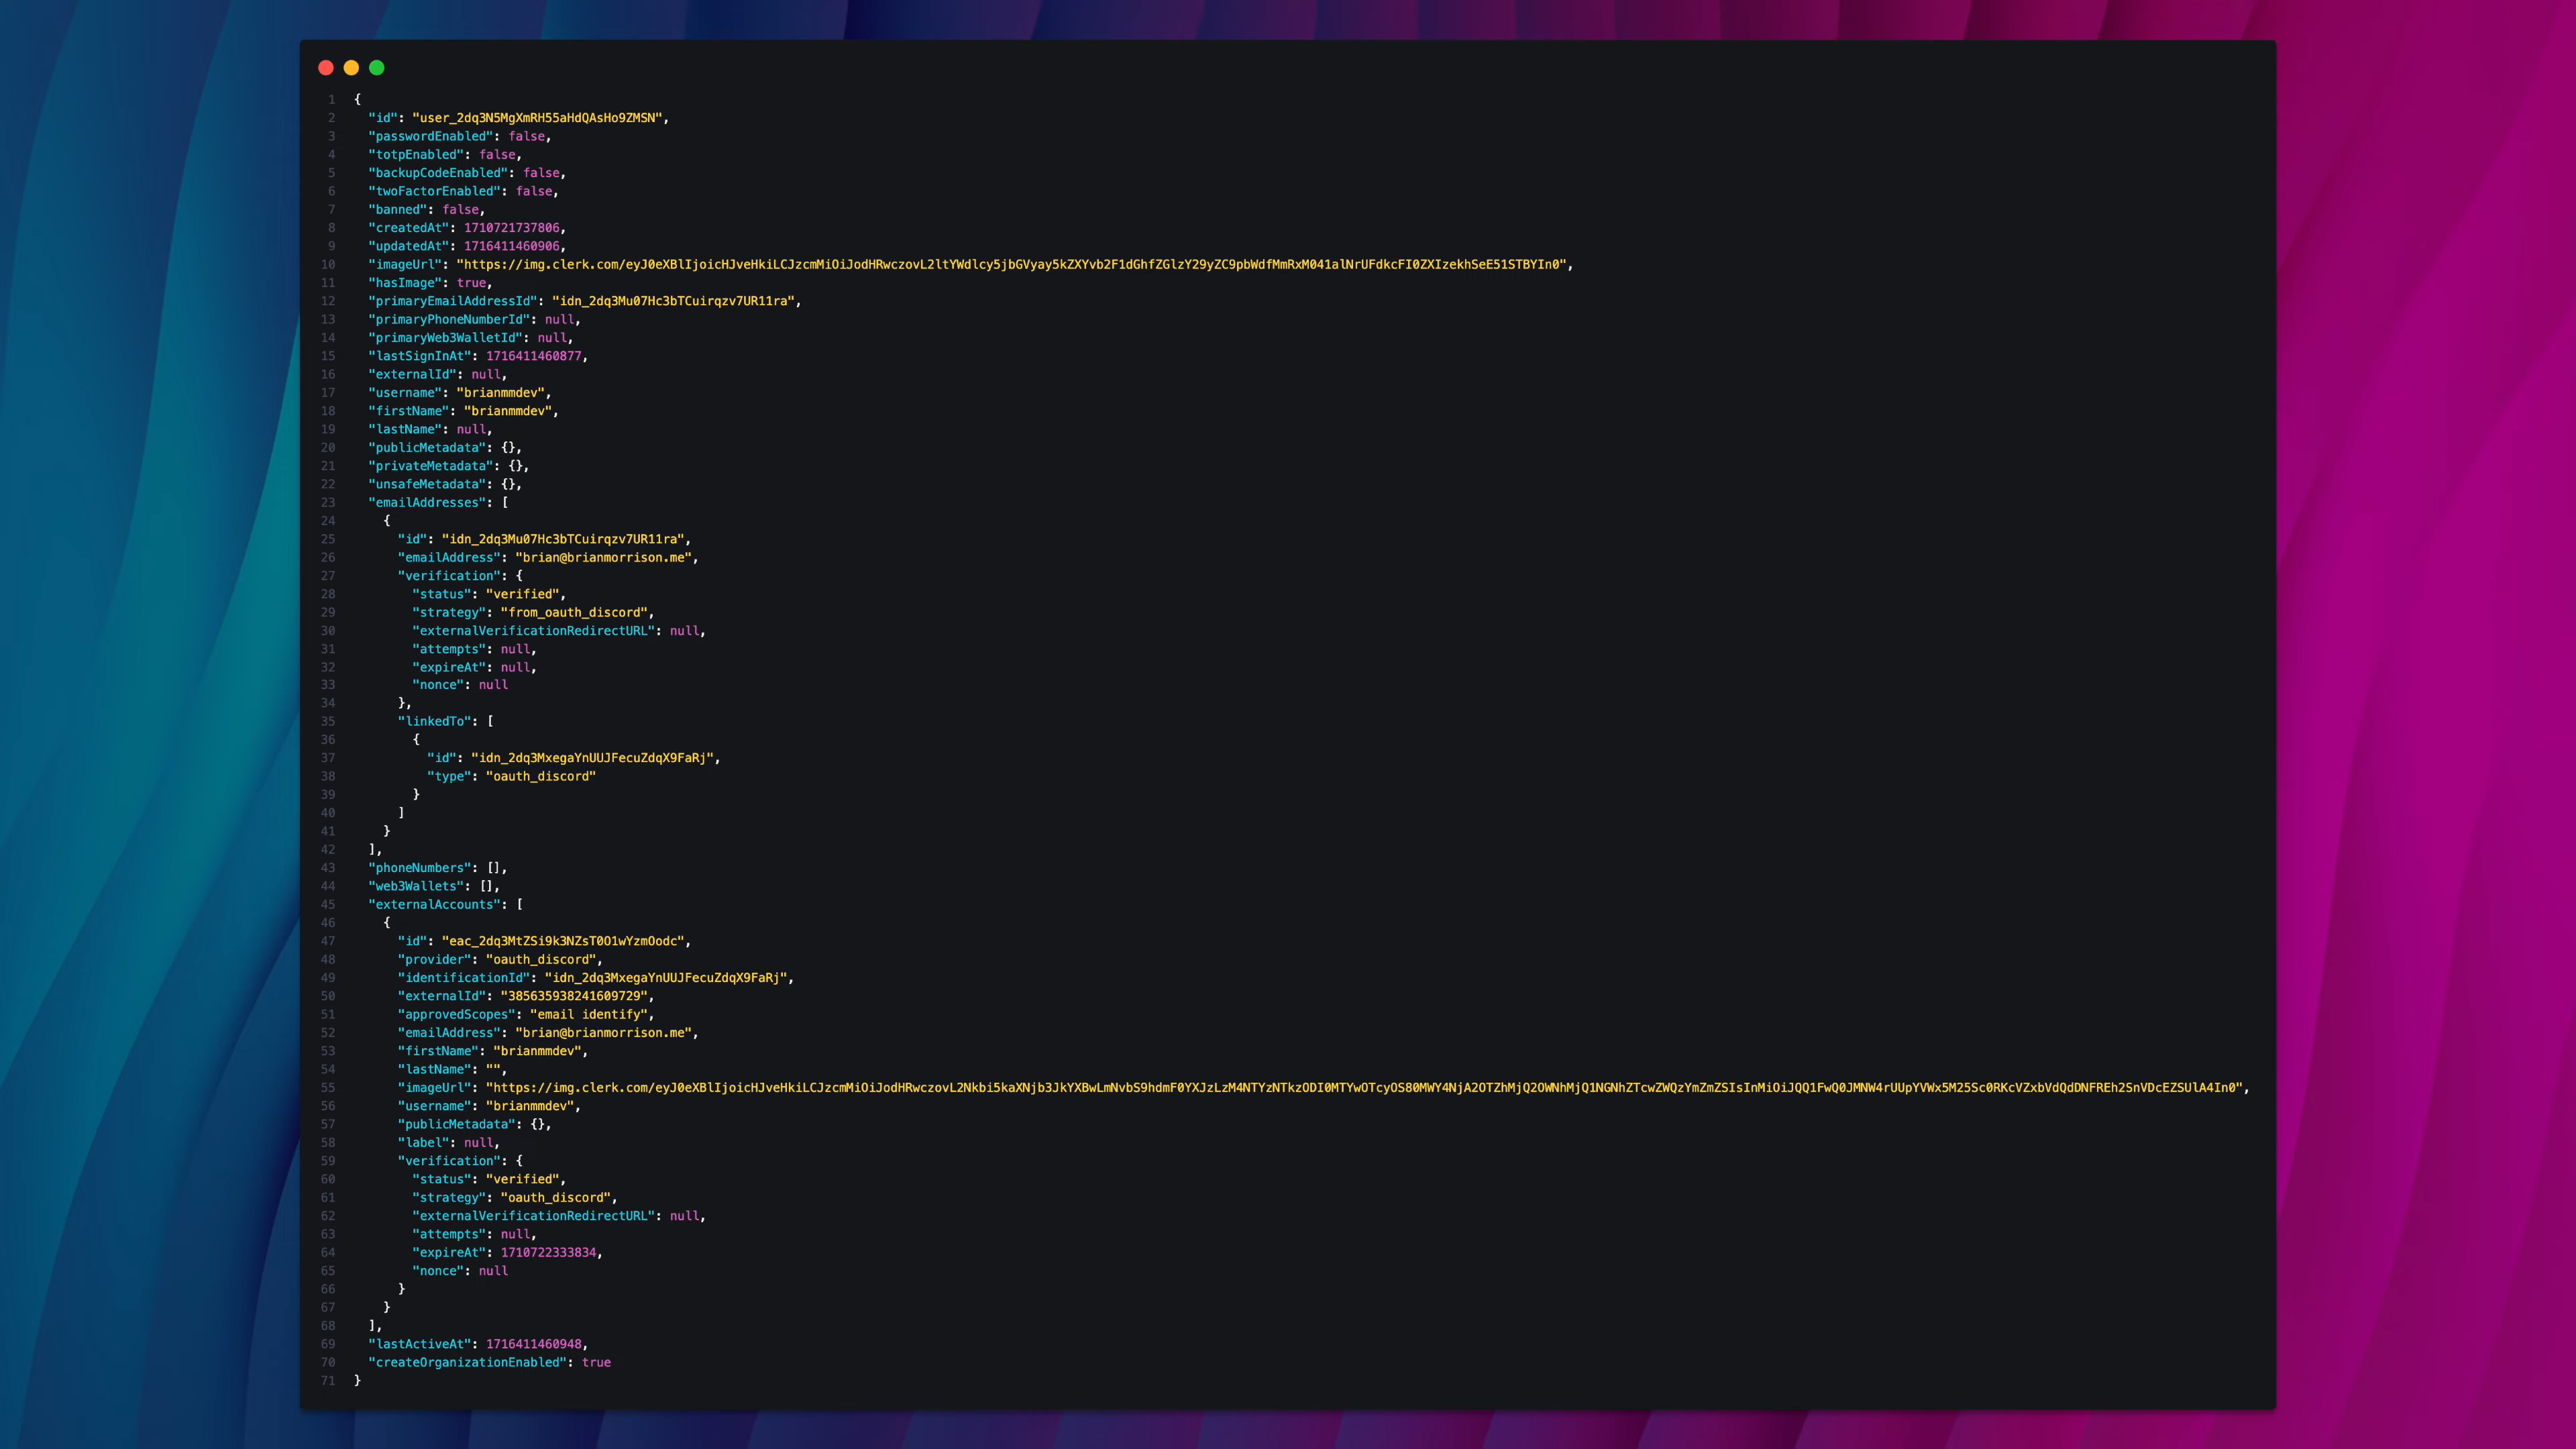 1 {
2 "id": "user_2dq3N5MgXmRH55aHdQAsHo9ZMSN",
3 "passwordEnabled": false,
4 "totpEnabled": false,
5 "backupCodeEnabled": false,
6 "twoFactorEnabled": false,
7 "banned": false,
8 "createdAt": 1710721737806,
9 "updatedAt": 1716411460906,
10 "imageUrl": "https://img.clerk.com/eyJ0eXBlIjoicHJveHkiLCJzcmMiOiJodHRwczovL2ltYWdlcy5jbGVyay5kZXYvb2F1dGhfZGlzY29yZC9pbWdfMmRxM041alNrUFdkcFI0ZXIzekhSeE51STBYIn0",
11 "hasImage": true,
12 "primaryEmailAddressId": "idn_2dq3Mu07Hc3bTCuirqzv7UR11ra",
13 "primaryPhoneNumberId": null,
14 "primaryWeb3WalletId": null,
15 "lastSignInAt": 1716411460877,
16 "externalId": null,
17 "username": "brianmmdev",
18 "firstName": "brianmmdev",
19 "lastName": null,
20 "publicMetadata": {},
21 "privateMetadata": {},
22 "unsafeMetadata": {},
23 "emailAddresses": [
24 {
25 "id": "idn_2dq3Mu07Hc3bTCuirqzv7UR11ra",
26 "emailAddress": "brian@brianmorrison.me",
27 "verification": {
28 "status": "verified",
29 "strategy": "from_oauth_discord",
30 "externalVerificationRedirectURL": null,
31 "attempts": null,
32 "expireAt": null,
33 "nonce": null
34 },
35 "linkedTo": [
36 {
37 "id": "idn_2dq3MxegaYnUUJFecuZdqX9FaRj",
38 "type": "oauth_discord"
39 }
40 ]
41 }
42 ],
43 "phoneNumbers": [],
44 "web3Wallets": [],
45 "externalAccounts": [
46 {
47 "id": "eac_2dq3MtZSi9k3NZsT0O1wYzmOodc",
48 "provider": "oauth_discord",
49 "identificationId": "idn_2dq3MxegaYnUUJFecuZdqX9FaRj",
50 "externalId": "385635938241609729",
51 "approvedScopes": "email identify",
52 "emailAddress": "brian@brianmorrison.me",
53 "firstName": "brianmmdev",
54 "lastName": "",
55 "imageUrl": "https://img.clerk.com/eyJ0eXBlIjoicHJveHkiLCJzcmMiOiJodHRwczovL2Nkbi5kaXNjb3JkYXBwLmNvbS9hdmF0YXJzLzM4NTYzNTkzODI0MTYwOTcyOS80MWY4NjA2OTZhMjQ2OWNhMjQ1NGNhZTcwZWQzYmZmZSIsInMiOiJQQ1FwQ0JMNW4rUUpYVWx5M25Sc0RKcVZxbVdQdDNFREh2SnVDcEZSUlA4In0",
56 "username": "brianmmdev",
57 "publicMetadata": {},
58 "label": null,
59 "verification": {
60 "status": "verified",
61 "strategy": "oauth_discord",
62 "externalVerificationRedirectURL": null,
63 "attempts": null,
64 "expireAt": 1710722333834,
65 "nonce": null
66 }
67 }
68 ],
69 "lastActiveAt": 1716411460948,
70 "createOrganizationEnabled": true
71 }